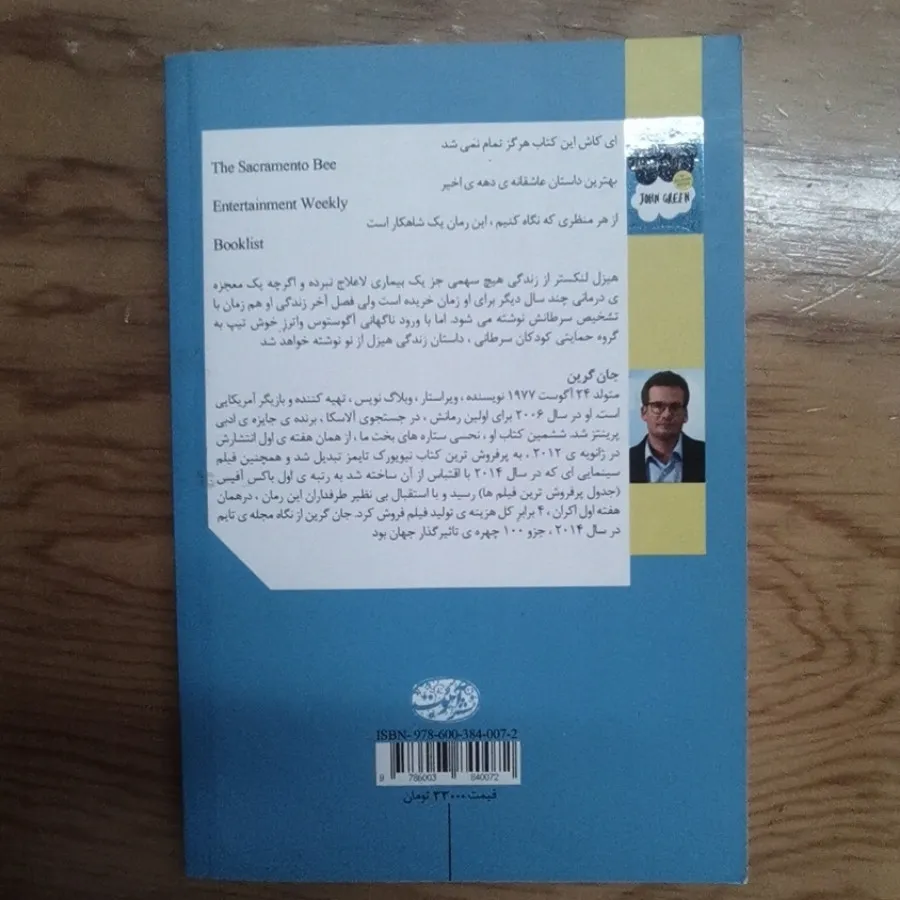 ای کاش این کتاب هرگز تمام نمی شد
The Sacramento Bee
بهترین داستان عاشقانه ی دهه ی اخیر
Entertainment Weekly
از هر منظری که نگاه کنیم ، این رمان یک شاهکار است
Booklist
هیزل لنکستر از زندگی هیچ سهمی جز یک بیماری لاعلاج نبرده و اگرچه یک معجزه
ی درمانی چند سال دیگر برای او زمان خریده است ولی فصل آخر زندگی او هم زمان با
تشخیص سرطانش نوشته می شود. اما با ورود ناگهانی آگوستوس واترز خوش تیپ به
گروه حمایتی کودکان سرطانی ، داستان زندگی هیزل از نو نوشته خواهد شد
جان گرین
متولد ۲۴ آگوست ۱۹۷۷ نویسنده ، ویراستار ، وبلاگ نویس ، تهیه کننده و بازیگر آمریکایی
است. او در سال ۲۰۰۶ برای اولین رمانش ، در جستجوی آلاسکا ، برنده ی جایزه ی ادبی
پرینتز شد. ششمین کتاب او ، نحسی ستاره های بخت ما ، از همان هفته ی اول انتشارش
در ژانویه ی ۲۰۱۲ ، به پرفروش ترین کتاب نیویورک تایمز تبدیل شد و همچنین فیلم
سینمایی ای که در سال ۲۰۱۴ با اقتباس از آن ساخته شد به رتبه ی اول باکس آفیس
(جدول پرفروش ترین فیلم ها) رسید و با استقبال بی نظیر طرفداران این رمان ، درهمان
هفته اول اکران ، ۴ برابر کل هزینه ی تولید فیلم فروش کرد. جان گرین از نگاه مجله ی تایم
در سال ۲۰۱۴ ، جزو ۱۰۰ چهره ی تاثیرگذار جهان بود
JOHN GREEN
ISBN- 978-600-384-007-2
9 786003 840072
قیمت ۳۳۰۰۰ تومان